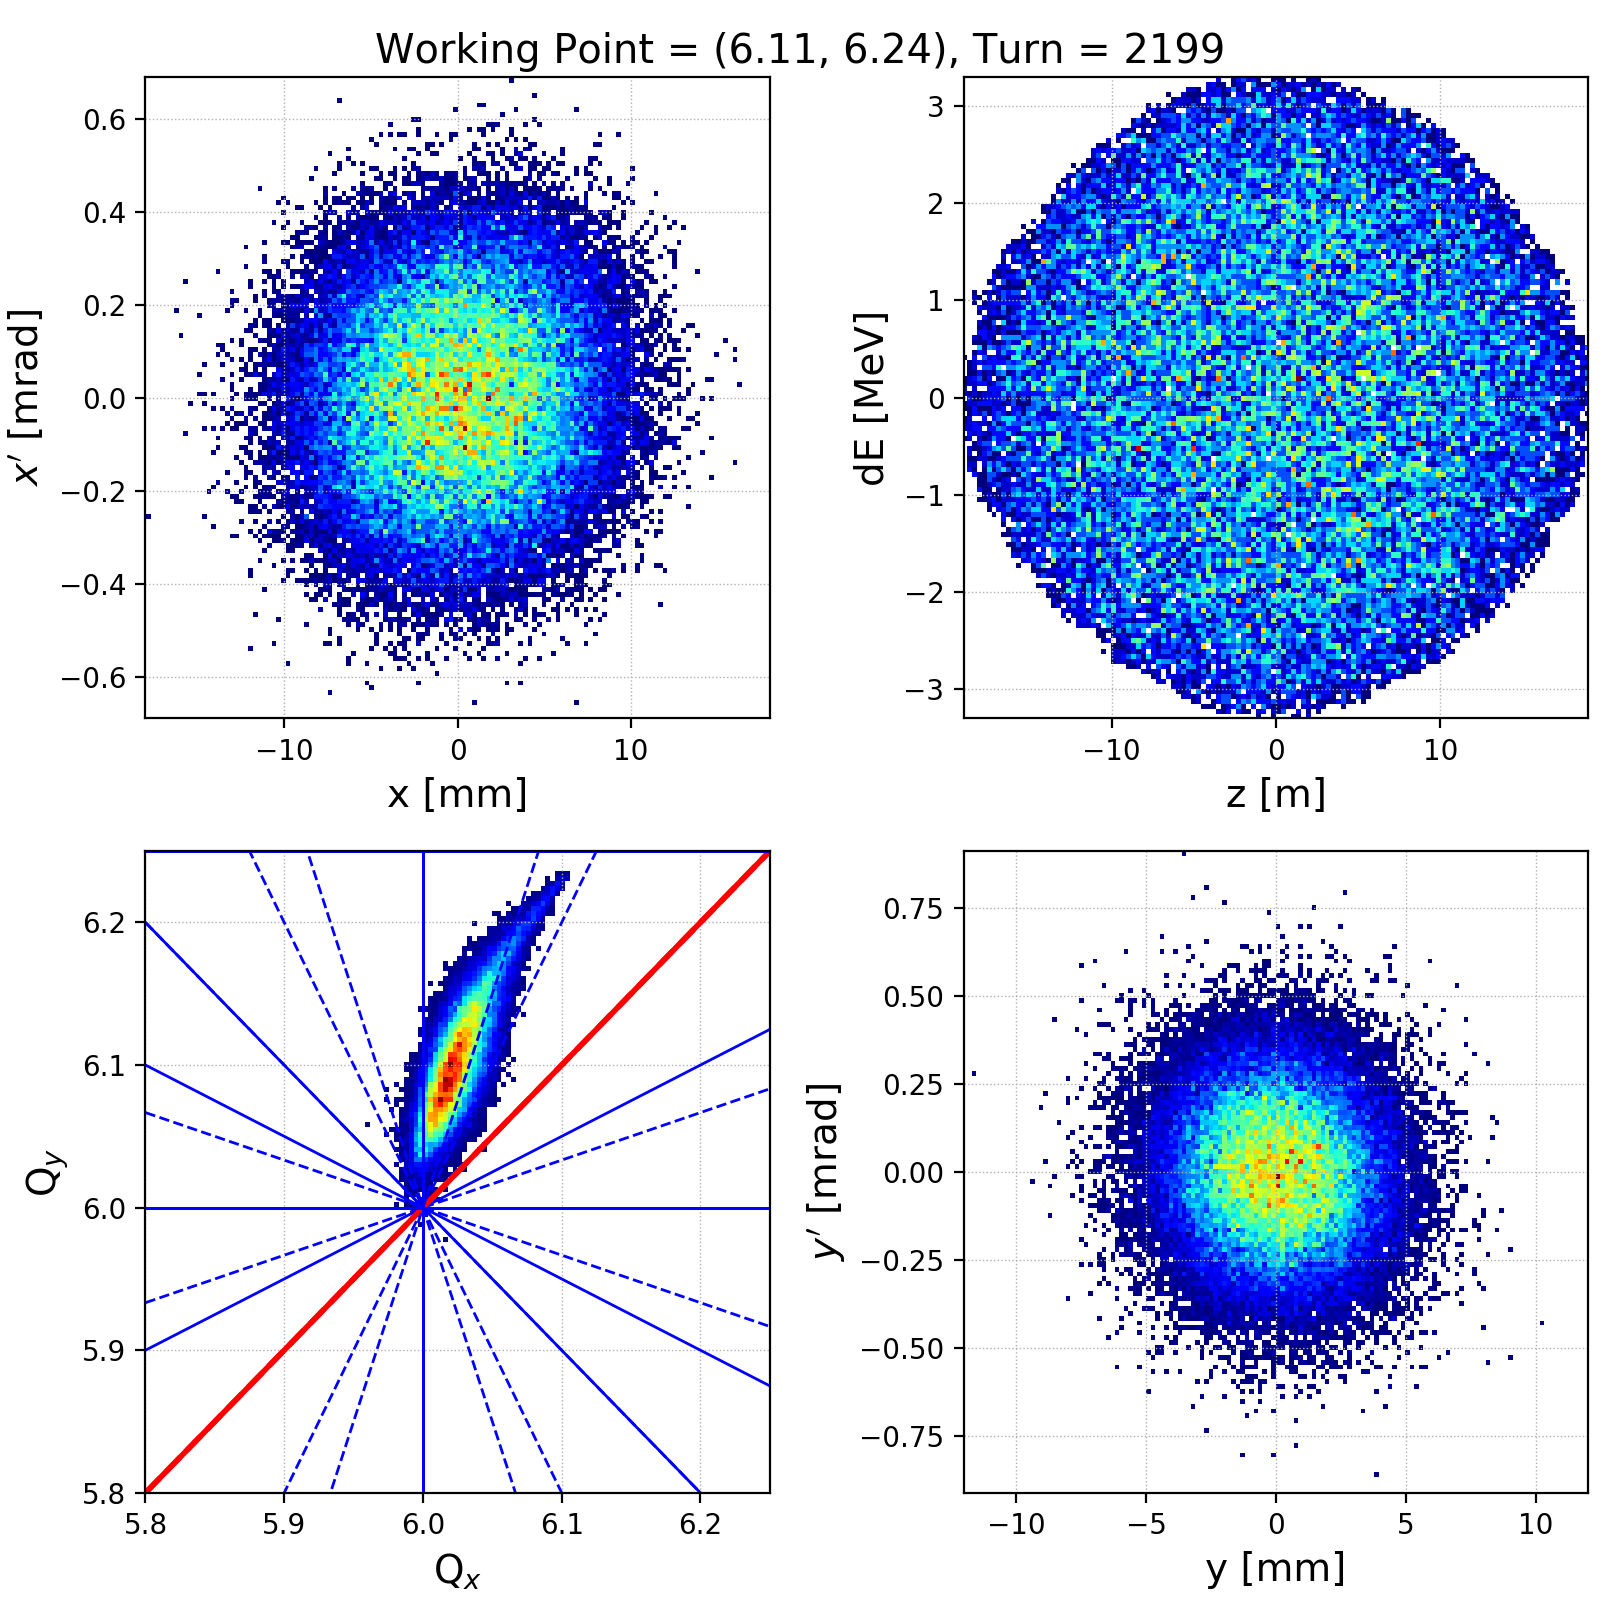 Working Point = (6.11, 6.24), Turn = 2199
0.6
0.4
0.2
0.0
−0.2
−0.4
−0.6
x′ [mrad]
−10 0 10
x [mm]
3
2
1
0
−1
−2
−3
dE [MeV]
−10 0 10
z [m]
6.2
6.1
6.0
5.9
5.8
Qy
5.8 5.9 6.0 6.1 6.2
Qx
0.75
0.50
0.25
0.00
−0.25
−0.50
−0.75
y′ [mrad]
−10 −5 0 5 10
y [mm]